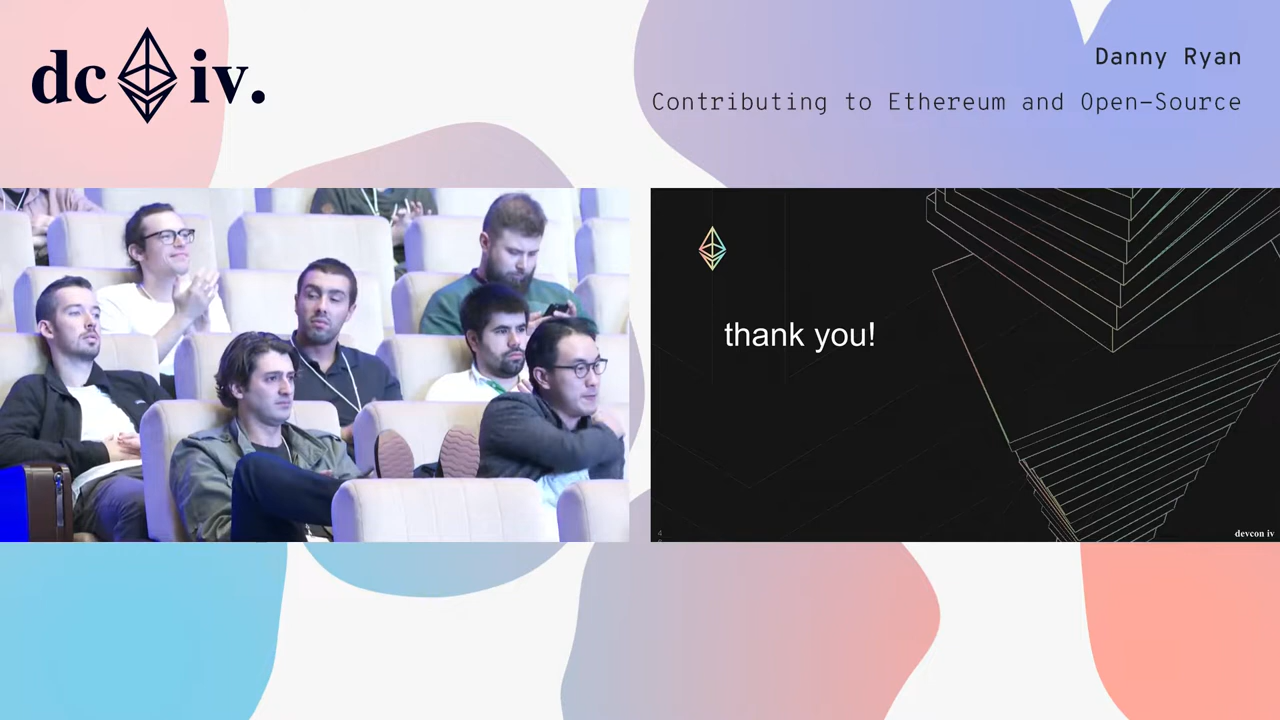 dc iv.
Danny Ryan
Contributing to Ethereum and Open-Source
thank you!
devcon iv